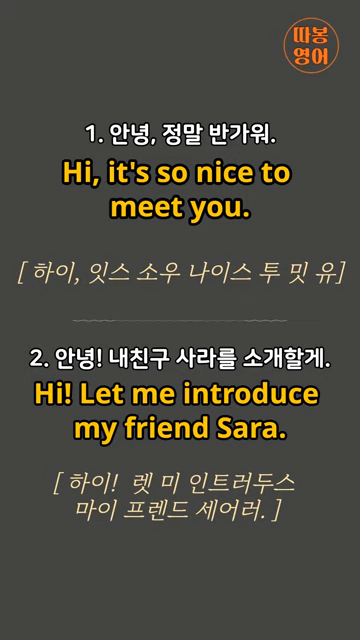 따봉
영어
1. 안녕, 정말 반가워.
Hi, it's so nice to
meet you.
[ 하이, 잇스 소우 나이스 투 밋 유]
2. 안녕! 내친구 사라를 소개할게.
Hi! Let me introduce
my friend Sara.
[ 하이! 렛 미 인트러두스
마이 프렌드 세어러. ]